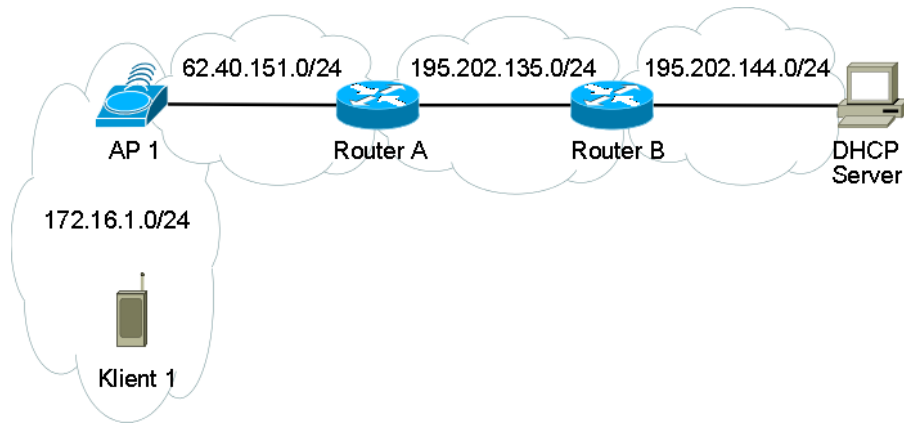 62.40.151.0/24
195.202.135.0/24
195.202.144.0/24
AP 1
Router A
Router B
DHCP
Server
172.16.1.0/24
Klient 1